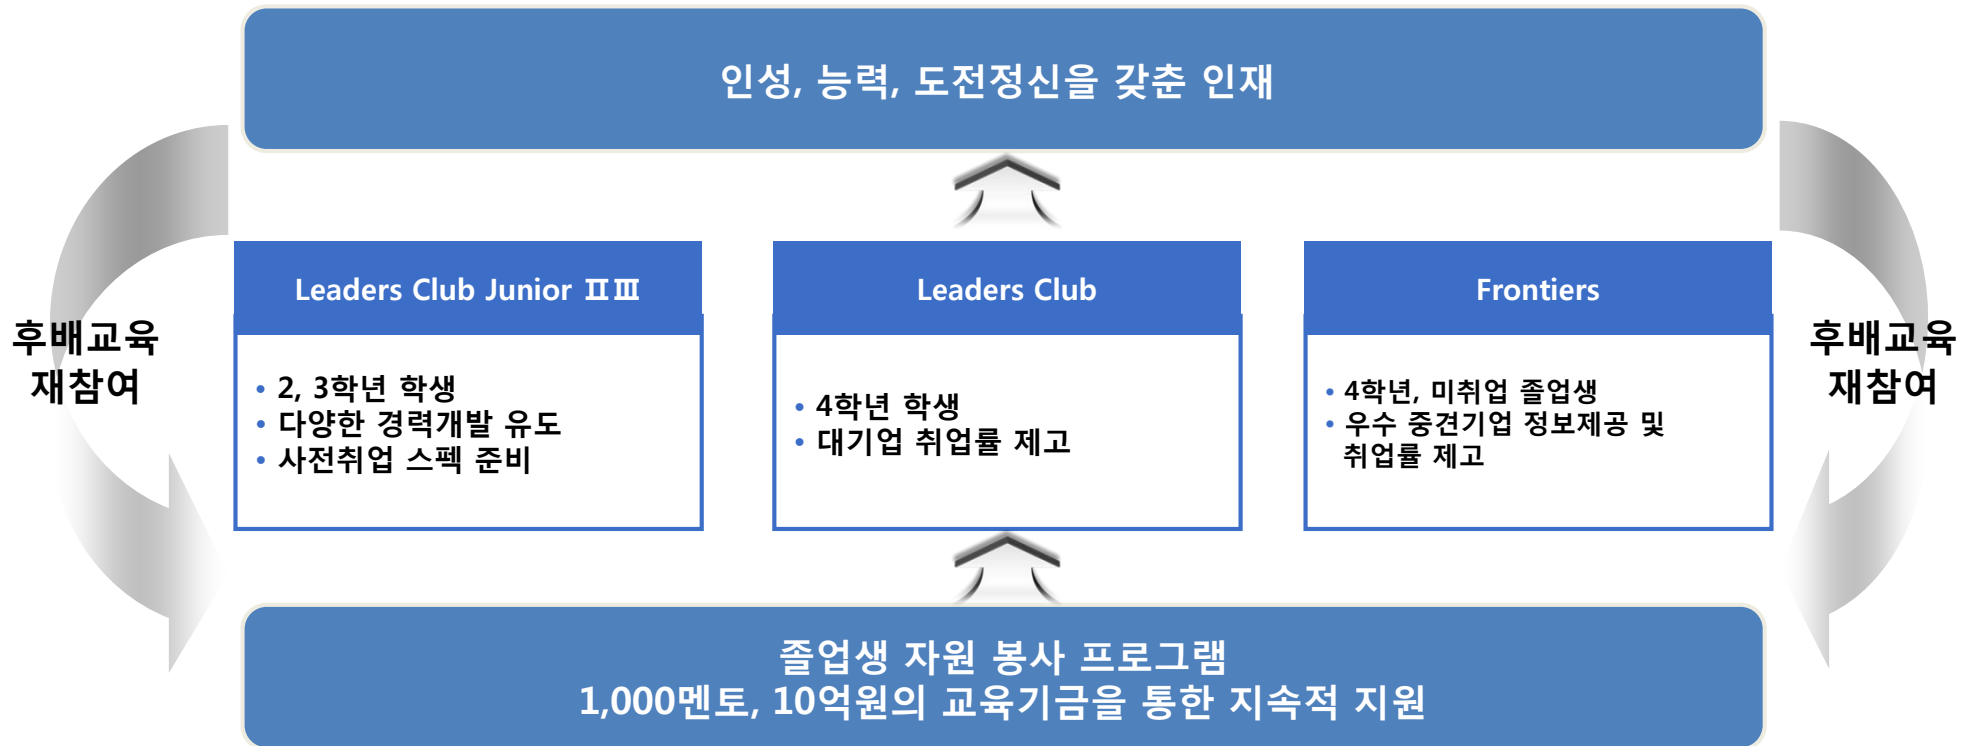 인성, 능력, 도전정신을 갖춘 인재
Leaders Club Junior ⅡⅢ
• 2, 3학년 학생
• 다양한 경력개발 유도
• 사전취업 스펙 준비
Leaders Club
• 4학년 학생
• 대기업 취업률 제고
Frontiers
• 4학년, 미취업 졸업생
• 우수 중견기업 정보제공 및
취업률 제고
후배교육
재참여
후배교육
재참여
졸업생 자원 봉사 프로그램
1,000멘토, 10억원의 교육기금을 통한 지속적 지원